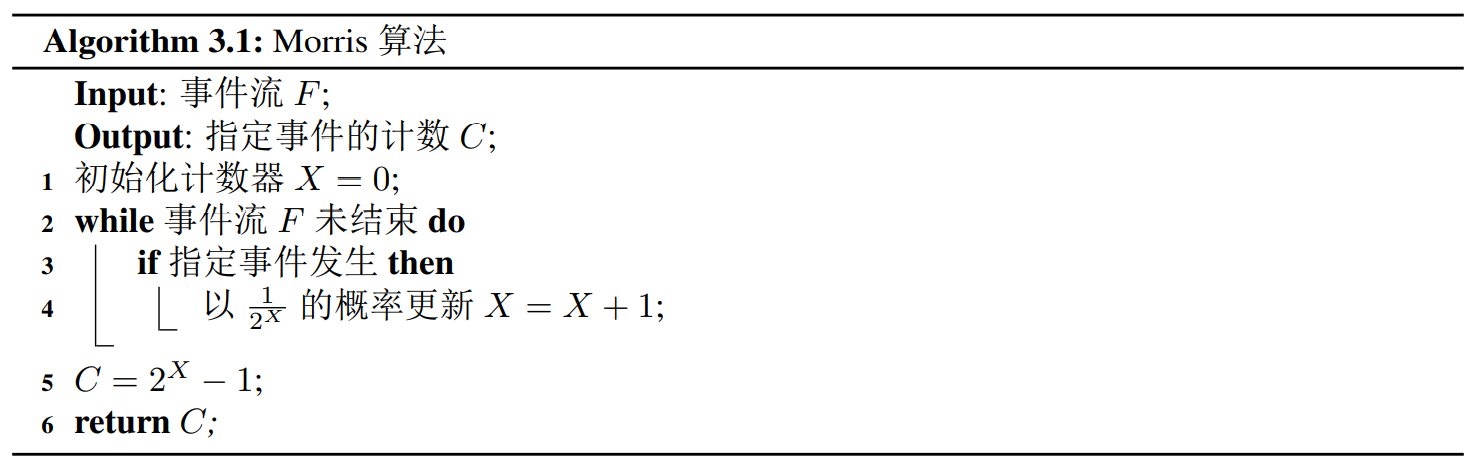 Algorithm 3.1: Morris 算法
Input: 事件流 F;
Output: 指定事件的计数 C;
1 初始化计数器 X = 0;
2 while 事件流 F 未结束 do
3 if 指定事件发生 then
4 以 \frac{1}{2^X} 的概率更新 X = X + 1;
5 C = 2^X − 1;
6 return C;